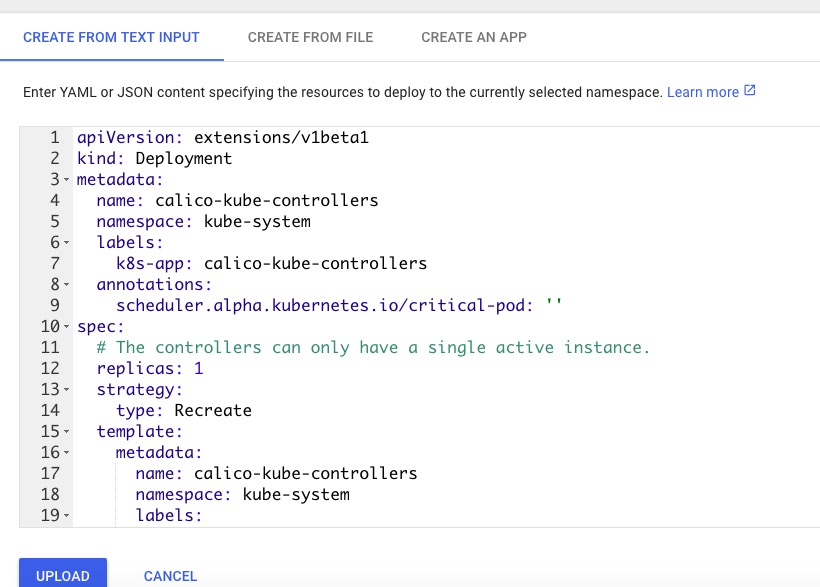 CREATE FROM TEXT INPUT CREATE FROM FILE CREATE AN APP
Enter YAML or JSON content specifying the resources to deploy to the currently selected namespace. Learn more
1 apiVersion: extensions/v1beta1
2 kind: Deployment
3 metadata:
4 name: calico-kube-controllers
5 namespace: kube-system
6 labels:
7 k8s-app: calico-kube-controllers
8 annotations:
9 scheduler.alpha.kubernetes.io/critical-pod: ''
10 spec:
11 # The controllers can only have a single active instance.
12 replicas: 1
13 strategy:
14 type: Recreate
15 template:
16 metadata:
17 name: calico-kube-controllers
18 namespace: kube-system
19 labels:
UPLOAD CANCEL